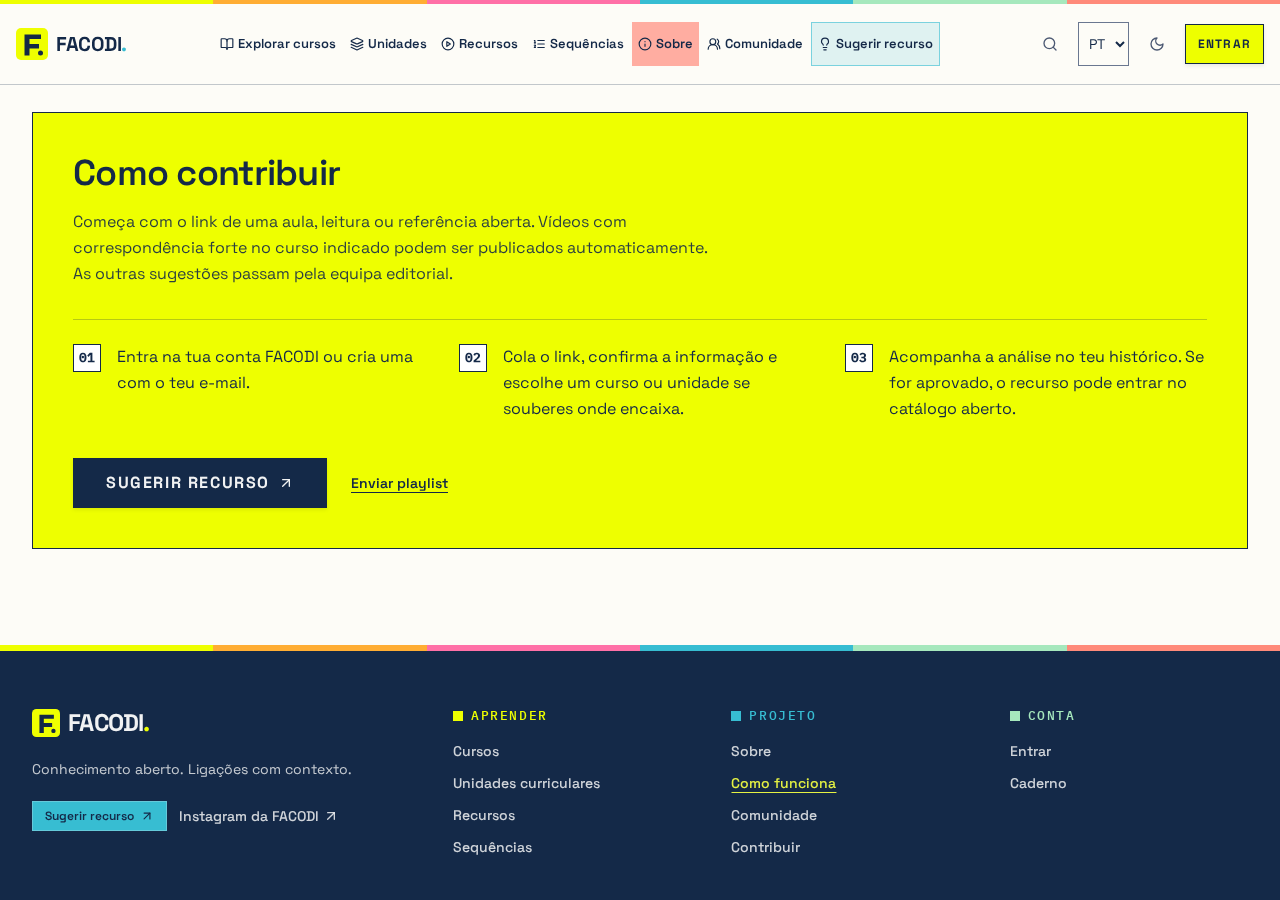 FACODI.
Explorar cursos
Unidades
Recursos
Sequências
Sobre
Comunidade
Sugerir recurso
PT
ENTRAR
Como contribuir
Começa com o link de uma aula, leitura ou referência aberta. Vídeos com
correspondência forte no curso indicado podem ser publicados automaticamente.
As outras sugestões passam pela equipa editorial.
01
Entra na tua conta FACODI ou cria uma
com o teu e-mail.
02
Cola o link, confirma a informação e
escolhe um curso ou unidade se
souberes onde encaixa.
03
Acompanha a análise no teu histórico. Se
for aprovado, o recurso pode entrar no
catálogo aberto.
SUGERIR RECURSO
Enviar playlist
FACODI.
Conhecimento aberto. Ligações com contexto.
Sugerir recurso
Instagram da FACODI
APRENDER
Cursos
Unidades curriculares
Recursos
Sequências
PROJETO
Sobre
Como funciona
Comunidade
Contribuir
CONTA
Entrar
Caderno